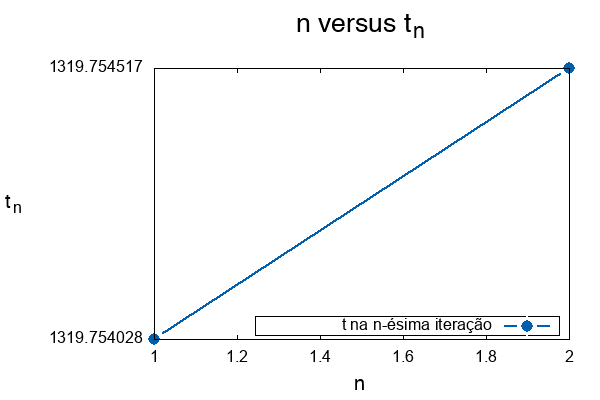 n versus tn
1319.754517
tn
1319.754028
t na n-ésima iteração
1 1.2 1.4 1.6 1.8 2
n